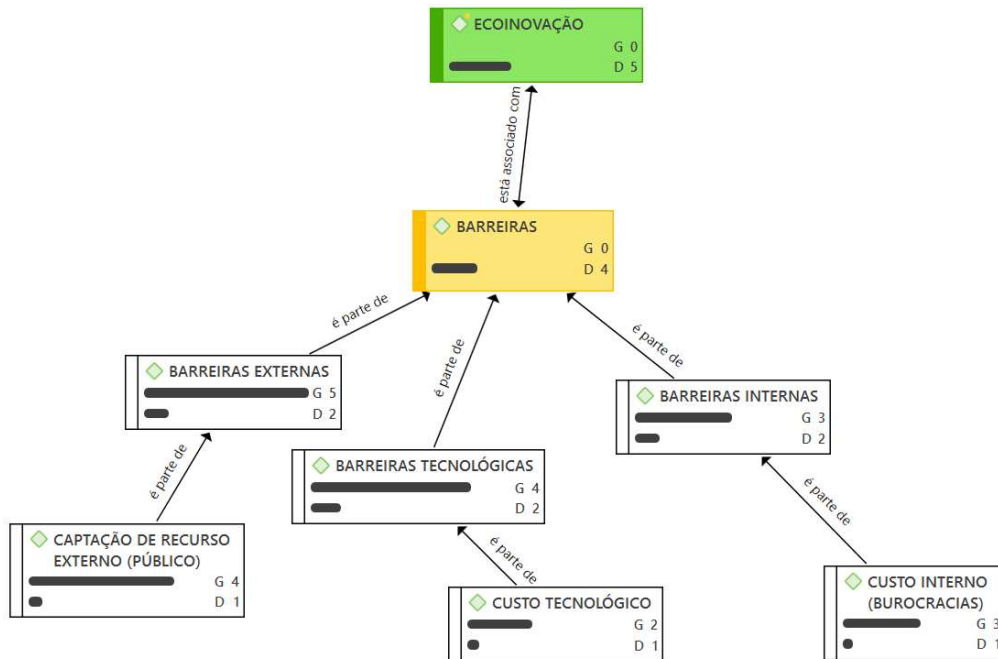 ECOINOVAÇÃO
G 0
D 5
está associado com
BARREIRAS
G 0
D 4
é parte de
é parte de
é parte de
BARREIRAS EXTERNAS
G 5
D 2
BARREIRAS INTERNAS
G 3
D 2
BARREIRAS TECNOLÓGICAS
G 4
D 2
é parte de
é parte de
é parte de
CAPTAÇÃO DE RECURSO
EXTERNO (PÚBLICO)
G 4
D 1
CUSTO TECNOLÓGICO
G 2
D 1
CUSTO INTERNO
(BUROCRACIAS)
G 3
D 1